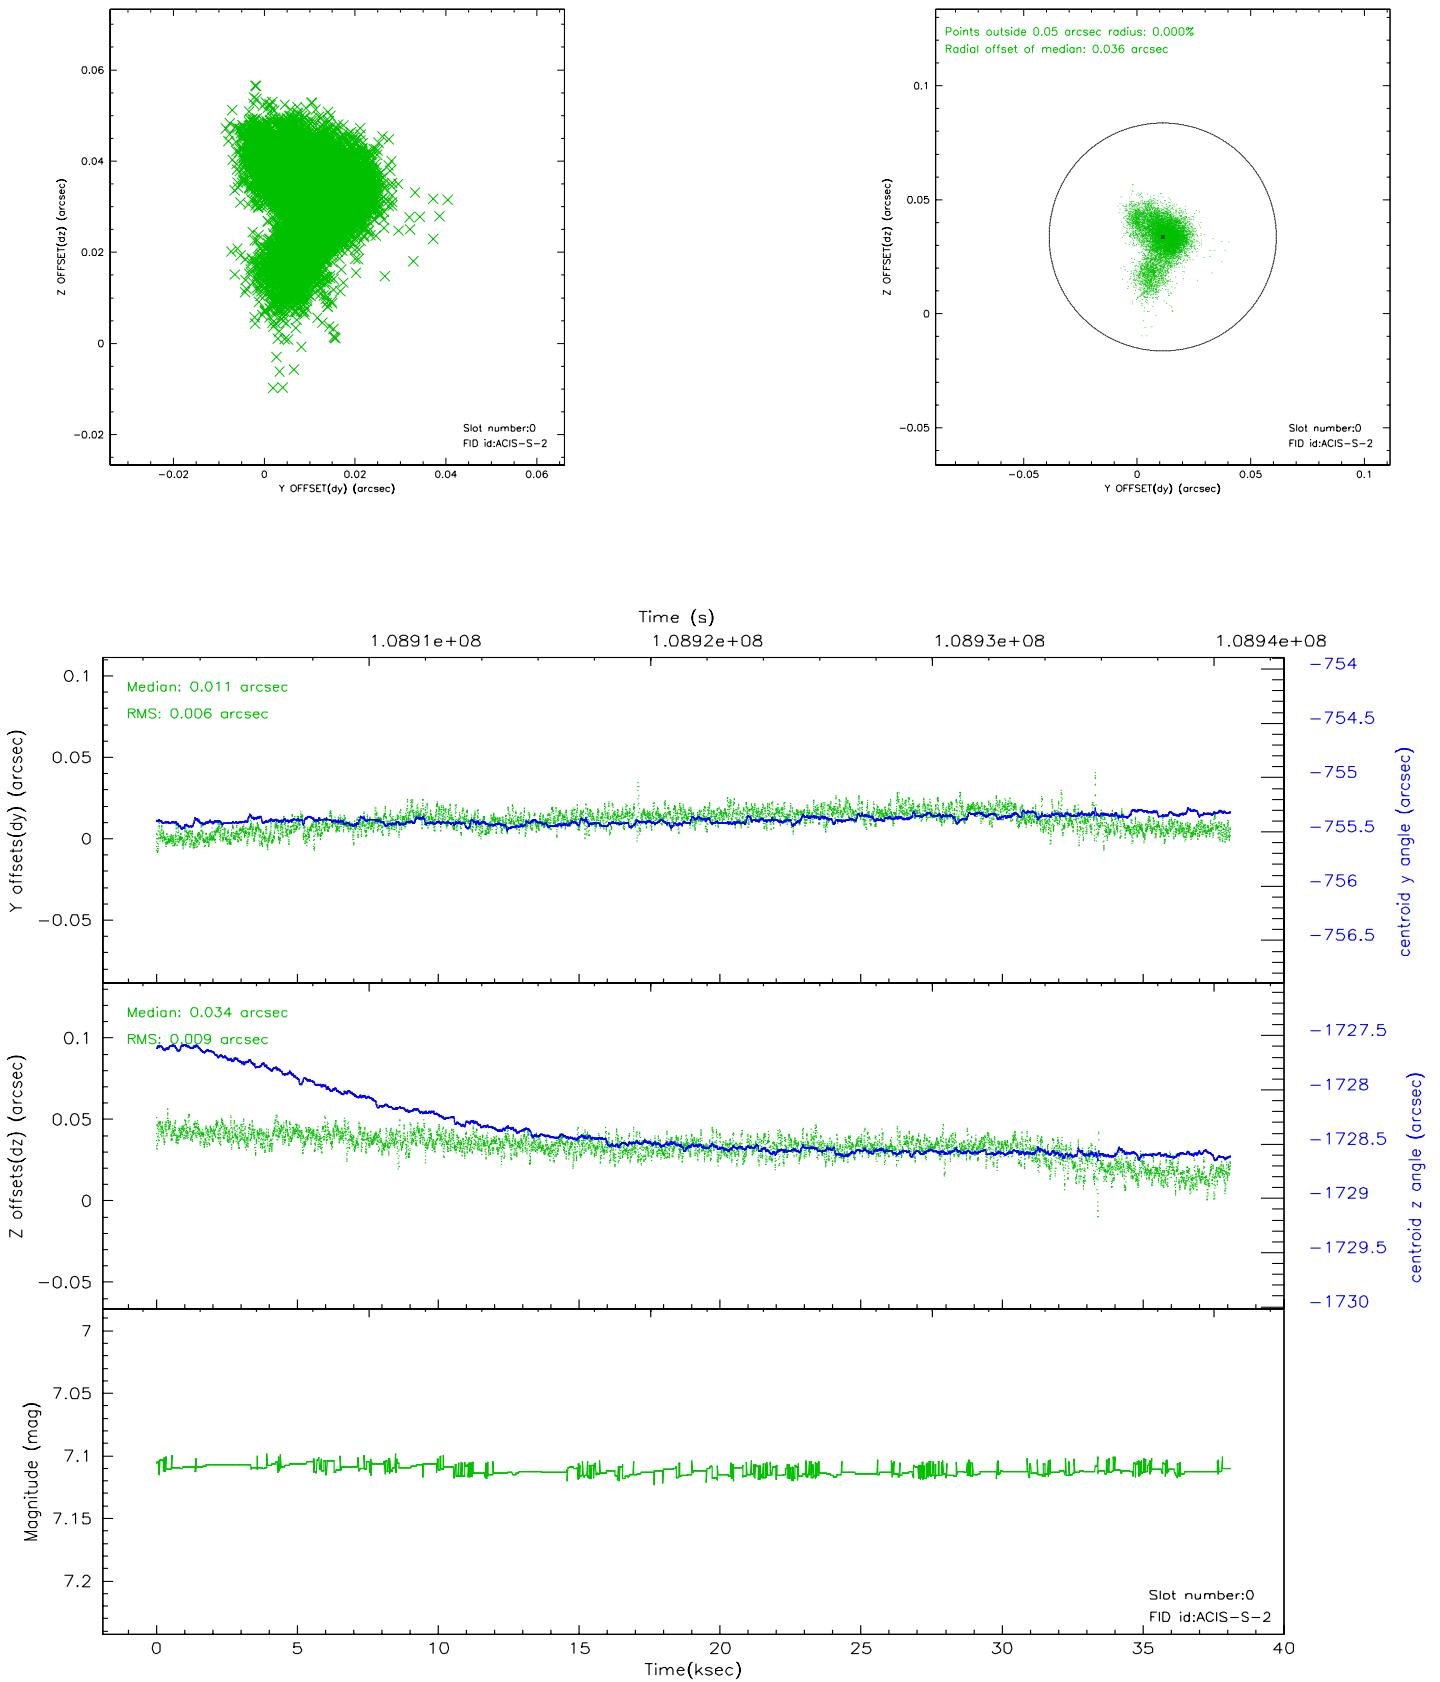 0.06
0.04
0.02
0
−0.02
Z OFFSET(dz) (arcsec)
Slot number:0
FID id:ACIS−S−2
−0.02 0 0.02 0.04 0.06
Y OFFSET(dy) (arcsec)
Points outside 0.05 arcsec radius: 0.000%
Radial offset of median: 0.036 arcsec
0.1
0.05
0
−0.05
Z OFFSET(dz) (arcsec)
Slot number:0
FID id:ACIS−S−2
−0.05 0 0.05 0.1
Y OFFSET(dy) (arcsec)
Time (s)
1.0891e+08 1.0892e+08 1.0893e+08 1.0894e+08
Median: 0.011 arcsec
RMS: 0.006 arcsec
0.1
0.05
0
−0.05
Y offsets(dy) (arcsec)
−754
−754.5
−755
−755.5
−756
−756.5
centroid y angle (arcsec)
Median: 0.034 arcsec
RMS: 0.009 arcsec
0.1
0.05
0
−0.05
Z offsets(dz) (arcsec)
−1727.5
−1728
−1728.5
−1729
−1729.5
−1730
centroid z angle (arcsec)
7
7.05
7.1
7.15
7.2
Magnitude (mag)
Slot number:0
FID id:ACIS−S−2
0 5 10 15 20 25 30 35 40
Time(ksec)